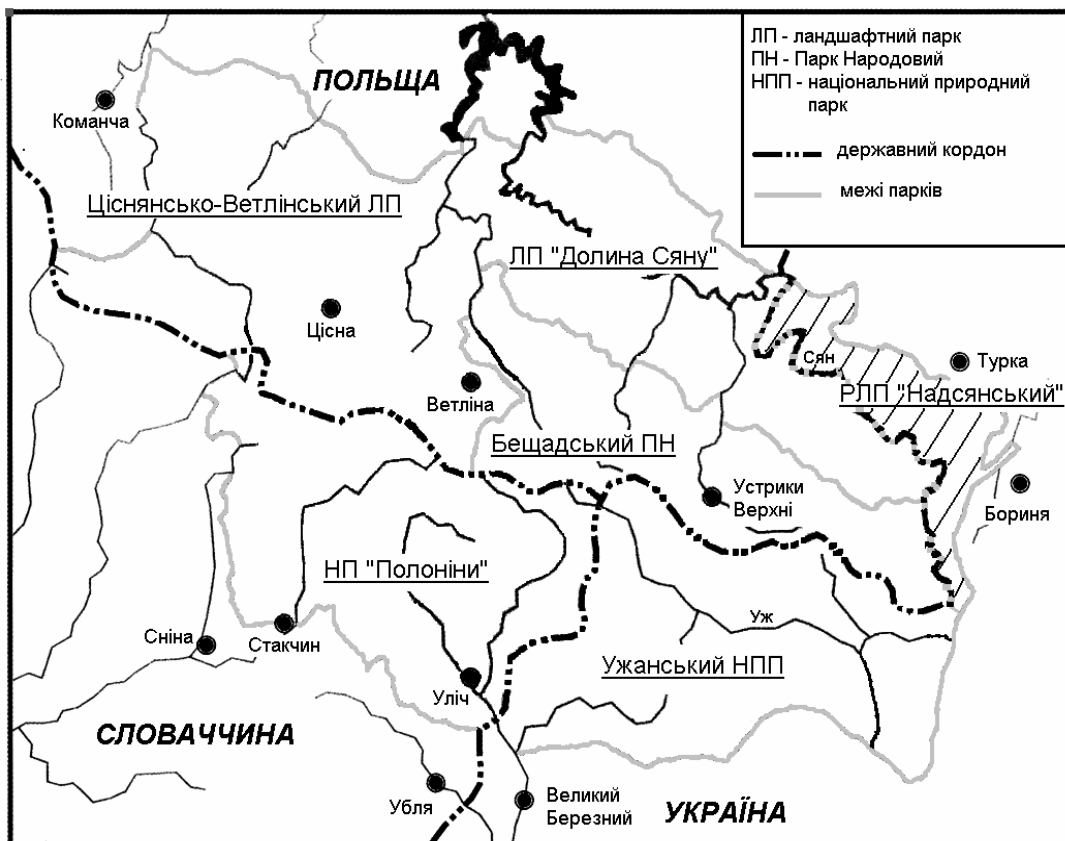 ЛП - ландшафтний парк
ПН - Парк Народовий
НПП - національний природний
парк
державний кордон
межі парків
ПОЛЬЩА
Команча
Ціснянсько-Ветлінський ЛП
ЛП "Долина Сяну"
Цісна
Сян
Турка
Ветліна
РЛП "Надсянський"
Бещадський ПН
Устрики
Верхні
Бориня
НП "Полоніни"
Уж
Сніна
Стакчин
Ужанський НПП
Уліч
СЛОВАЧЧИНА
Убля
Великий
Березний
УКРАЇНА